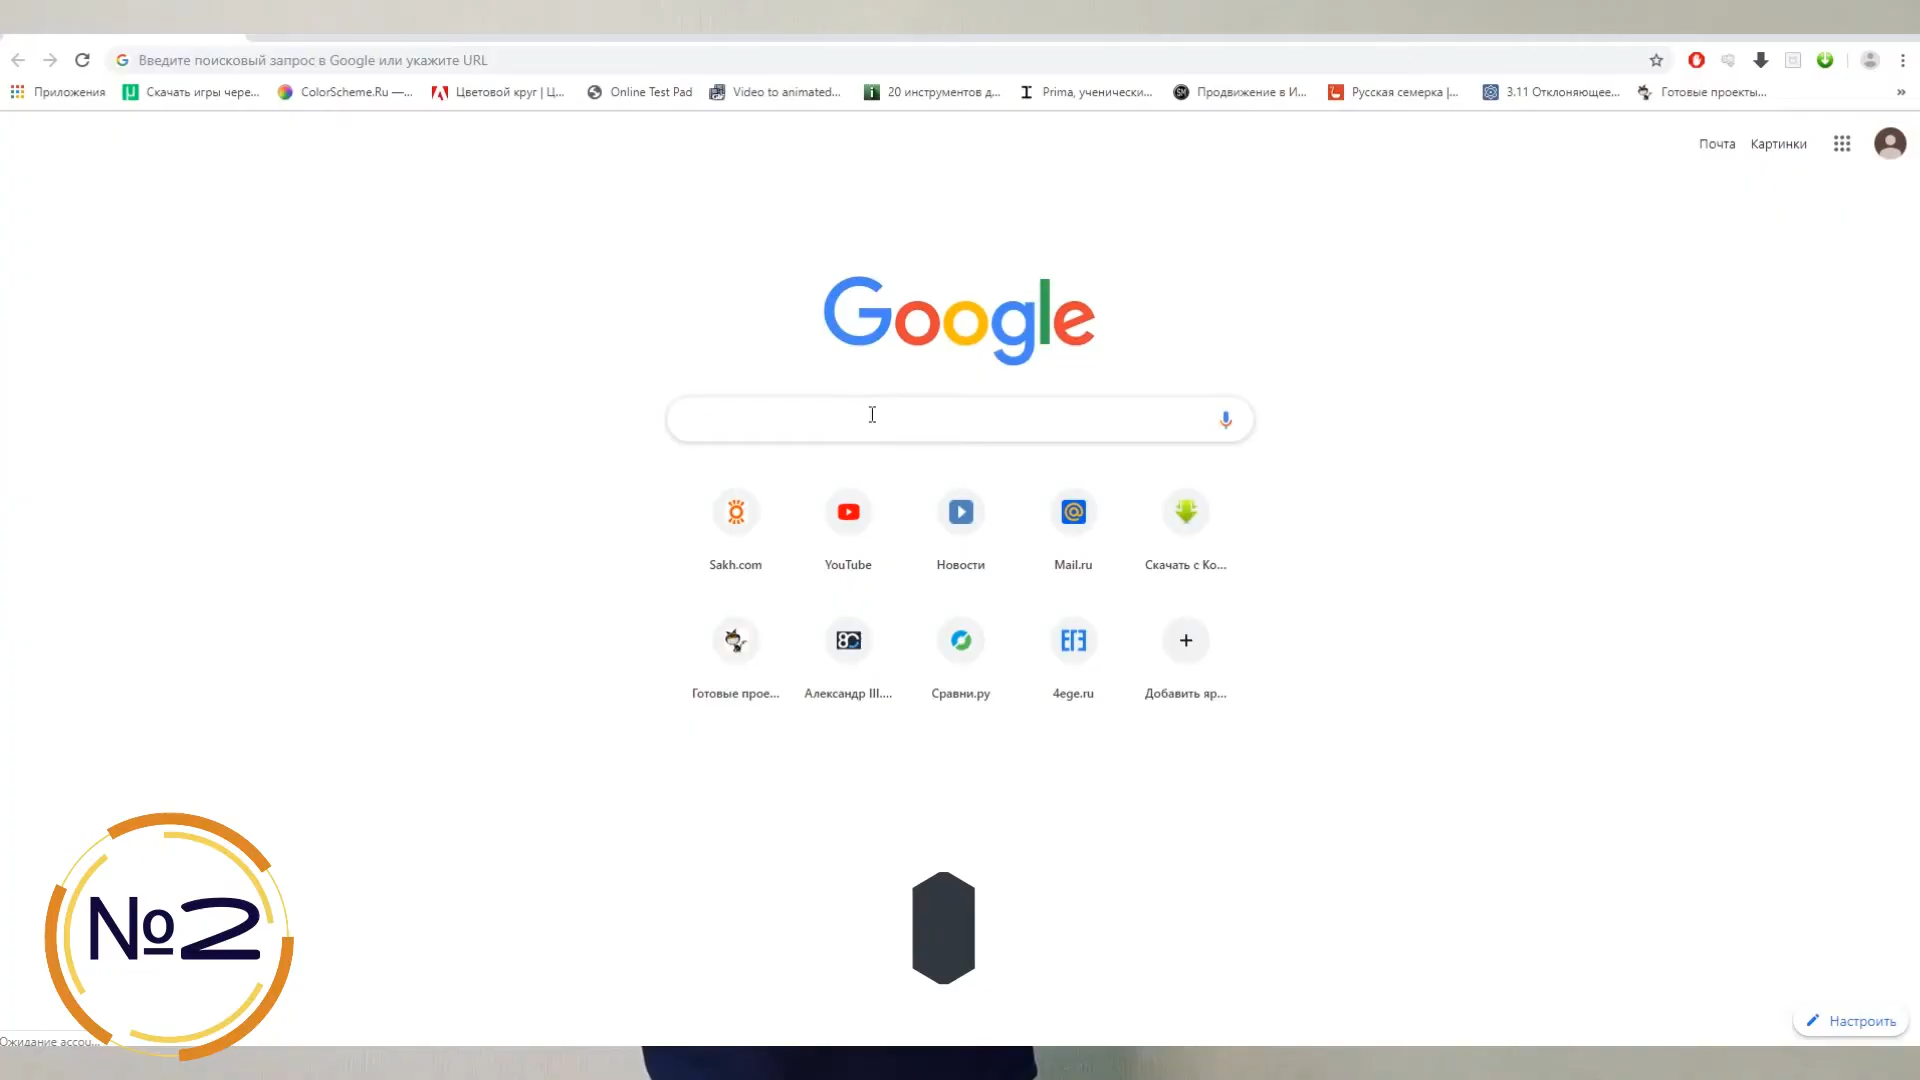 Введите поисковый запрос в Google или укажите URL
Приложения
Скачать игры чере...
ColorScheme.Ru —...
Цветовой круг | Ц...
Online Test Pad
Video to animated...
20 инструментов д...
Prima, ученически...
Продвижение в И...
Русская семерка |...
3.11 Отклоняющее...
Готовые проекты...
»
Почта
Картинки
Google
Sakh.com
YouTube
Новости
Mail.ru
Скачать с Ко...
Готовые прое...
Александр III....
Сравни.ру
4ege.ru
Добавить яр...
№2
Настроить
Ожидание accou...